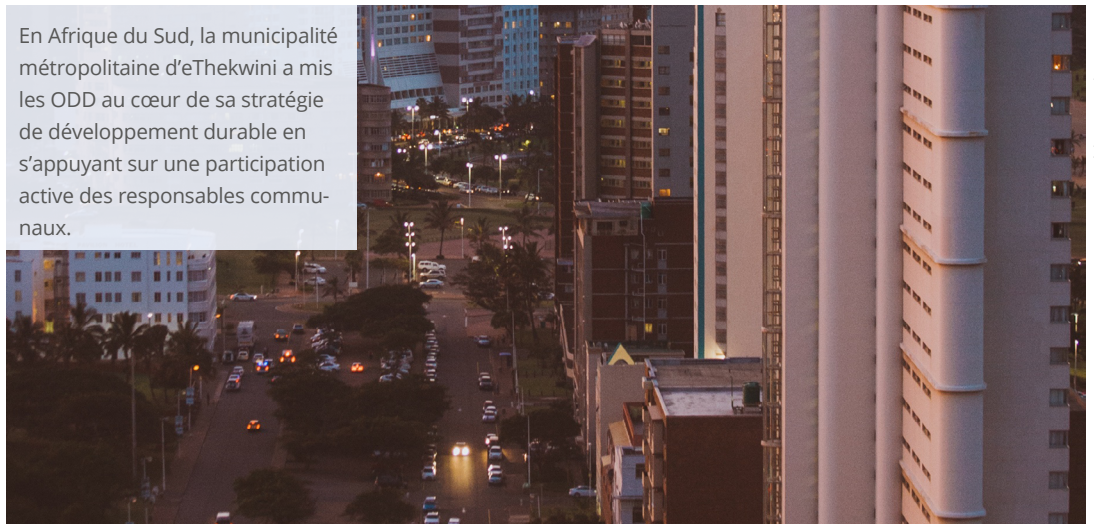 En Afrique du Sud, la municipalité
métropolitaine d’eThekwini a mis
les ODD au cœur de sa stratégie
de développement durable en
s’appuyant sur une participation
active des responsables commu-
naux.